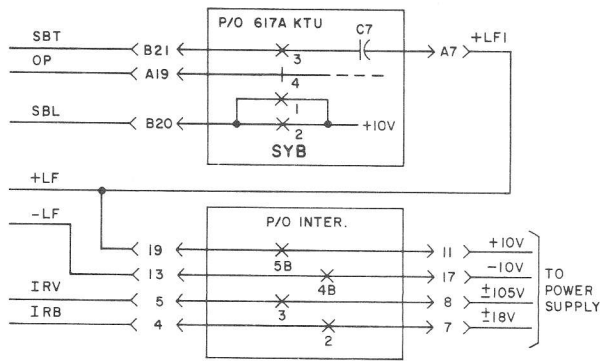 P/O 617A KTU
C7
SBT B21 3 A7 +LF1
OP A19 4
1
SBL B20 2 +10V
SYB
+LF
-LF
P/O INTER.
19 5B 11 +10V
13 4B 17 -10V
IRV 5 3 8 ±105V
IRB 4 2 7 ±18V
TO
POWER
SUPPLY